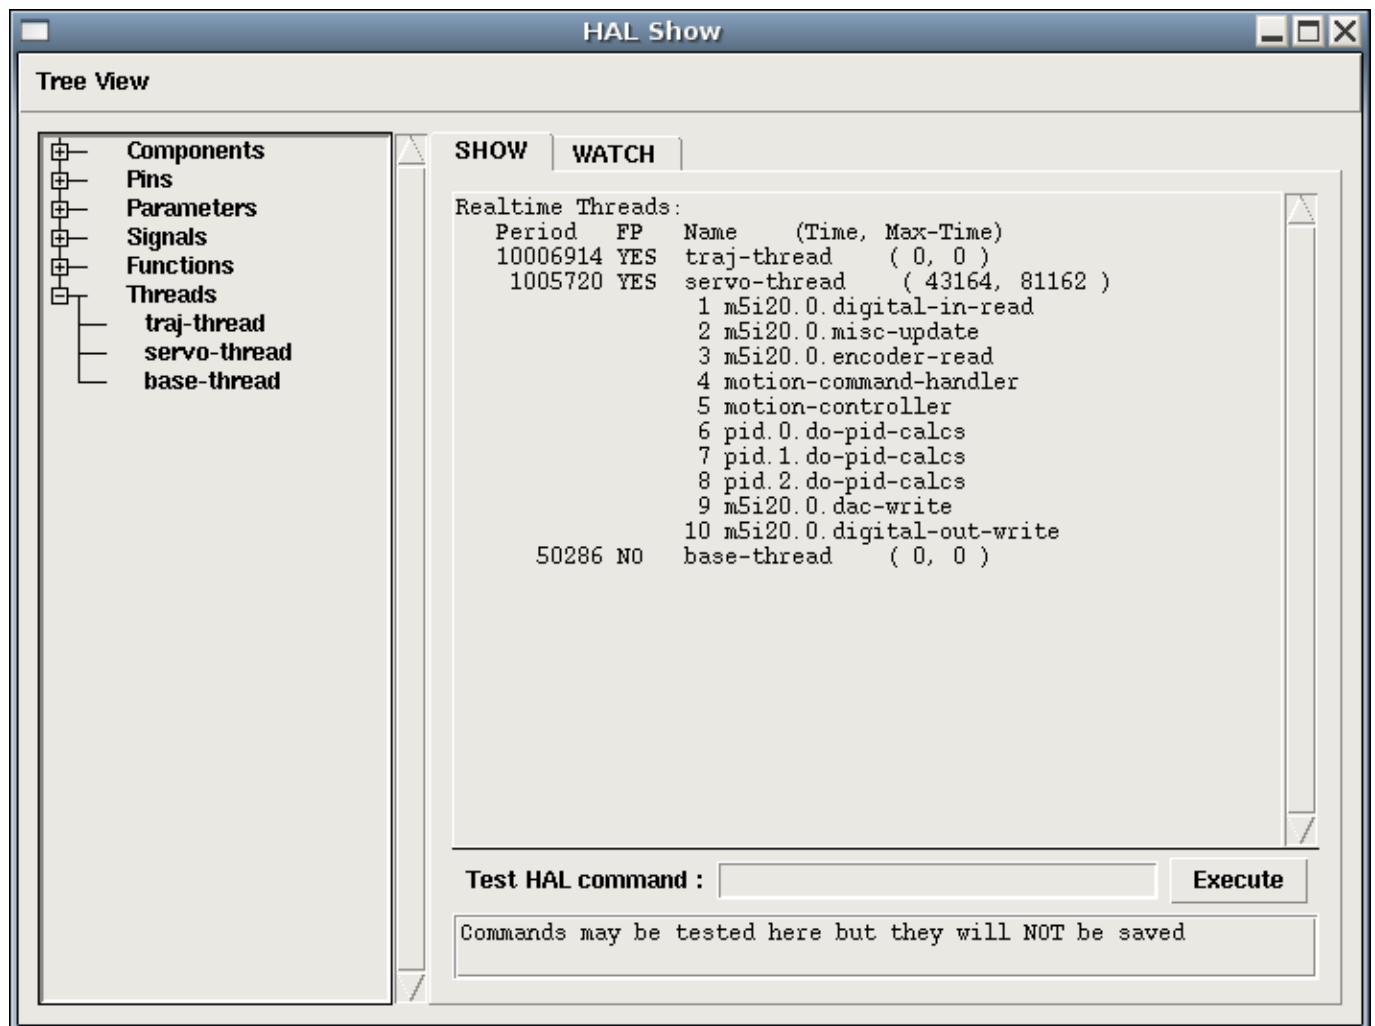 HAL Show
Tree View
Components
Pins
Parameters
Signals
Functions
Threads
traj-thread
servo-thread
base-thread
SHOW WATCH
Realtime Threads:
Period FP Name (Time, Max-Time)
10006914 YES traj-thread ( 0, 0 )
1005720 YES servo-thread ( 43164, 81162 )
1 m5i20.0.digital-in-read
2 m5i20.0.misc-update
3 m5i20.0.encoder-read
4 motion-command-handler
5 motion-controller
6 pid.0.do-pid-calcs
7 pid.1.do-pid-calcs
8 pid.2.do-pid-calcs
9 m5i20.0.dac-write
10 m5i20.0.digital-out-write
50286 NO base-thread ( 0, 0 )
Test HAL command : Execute
Commands may be tested here but they will NOT be saved